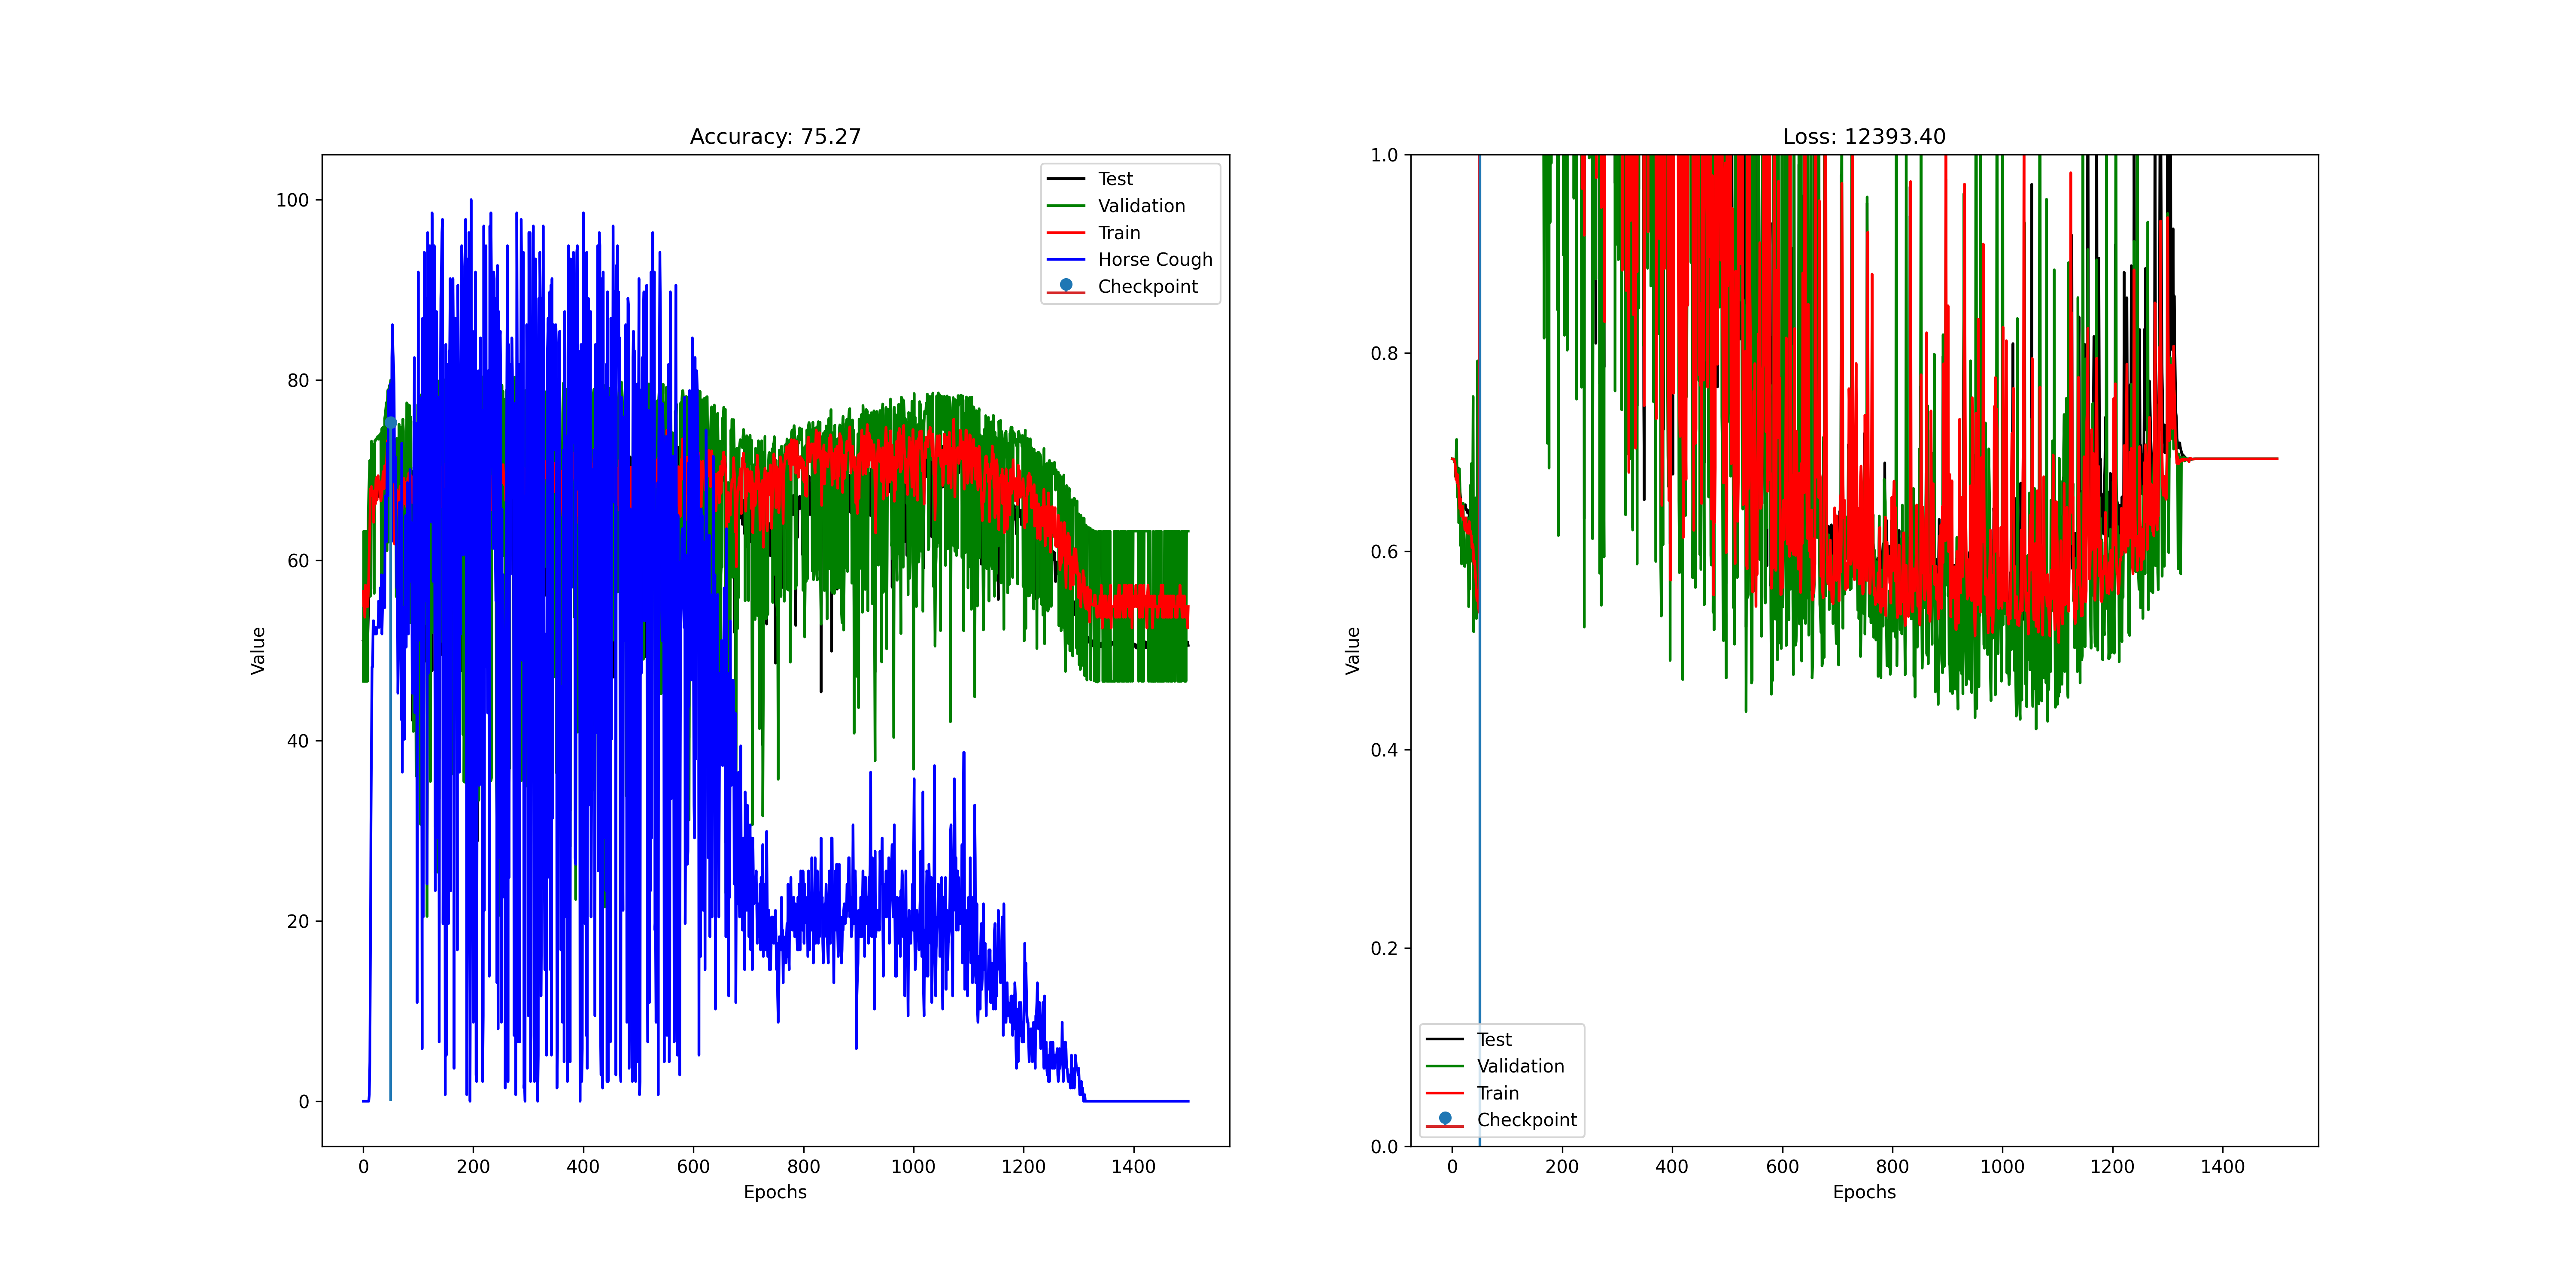 Accuracy: 75.27
100
80
60
40
20
0
Value
0 200 400 600 800 1000 1200 1400
Epochs
Test
Validation
Train
Horse Cough
Checkpoint
Loss: 12393.40
1.0
0.8
0.6
0.4
0.2
0.0
Value
0 200 400 600 800 1000 1200 1400
Epochs
Test
Validation
Train
Checkpoint